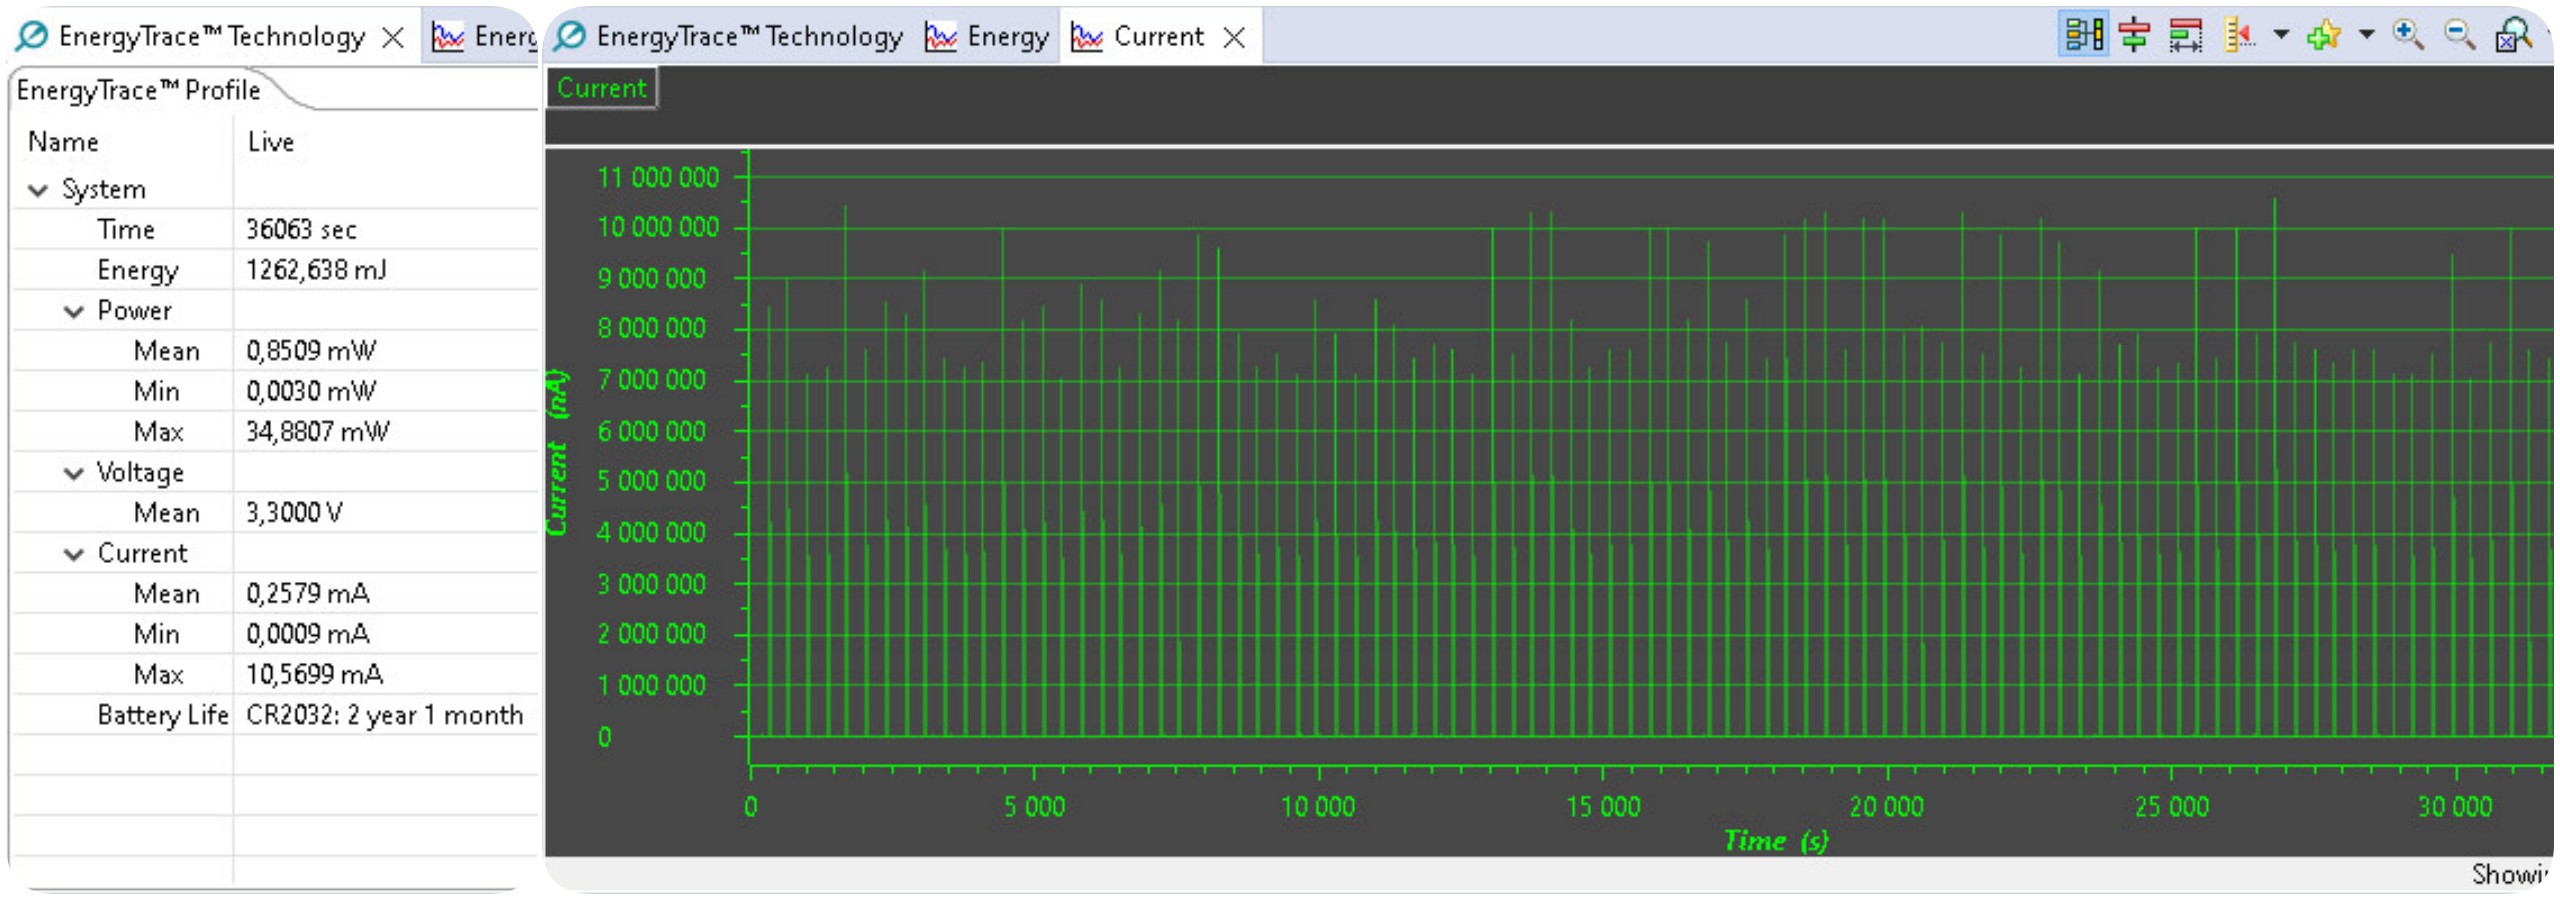 EnergyTrace™ Technology
EnergyTrace™ Profile
Name Live
System
Time 36063 sec
Energy 1262,638 mJ
Power
Mean 0,8509 mW
Min 0,0030 mW
Max 34,8807 mW
Voltage
Mean 3,3000 V
Current
Mean 0,2579 mA
Min 0,0009 mA
Max 10,5699 mA
Battery Life CR2032: 2 year 1 month
EnergyTrace™ Technology Energy Current
Current
11 000 000
10 000 000
9 000 000
8 000 000
7 000 000
6 000 000
5 000 000
4 000 000
3 000 000
2 000 000
1 000 000
0
Current (nA)
0 5 000 10 000 15 000 20 000 25 000 30 000
Time (s)